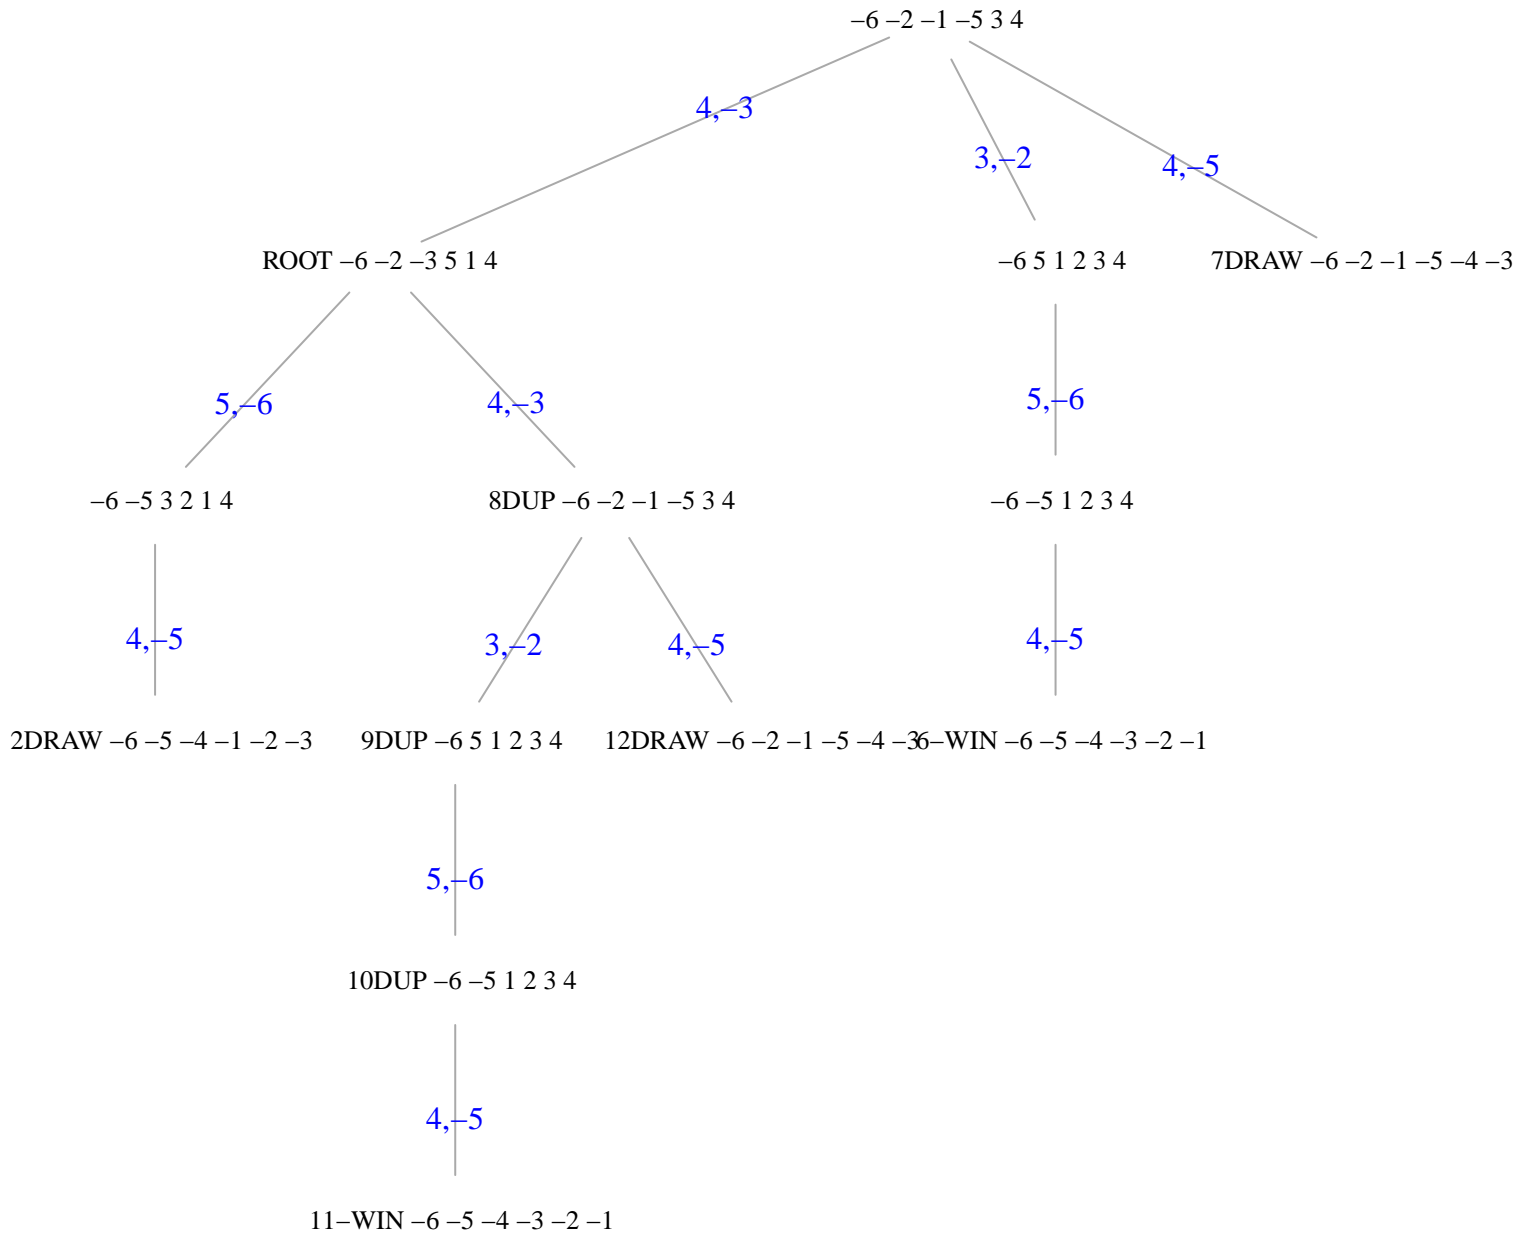 –6 –2 –1 –5 3 4
4,–3
3,–2
4,–5
ROOT –6 –2 –3 5 1 4
–6 5 1 2 3 4
7DRAW –6 –2 –1 –5 –4 –3
5,–6
4,–3
5,–6
–6 –5 3 2 1 4
8DUP –6 –2 –1 –5 3 4
–6 –5 1 2 3 4
4,–5
3,–2
4,–5
4,–5
2DRAW –6 –5 –4 –1 –2 –3
9DUP –6 5 1 2 3 4
12DRAW –6 –2 –1 –5 –4 –3
6–WIN –6 –5 –4 –3 –2 –1
5,–6
10DUP –6 –5 1 2 3 4
4,–5
11–WIN –6 –5 –4 –3 –2 –1